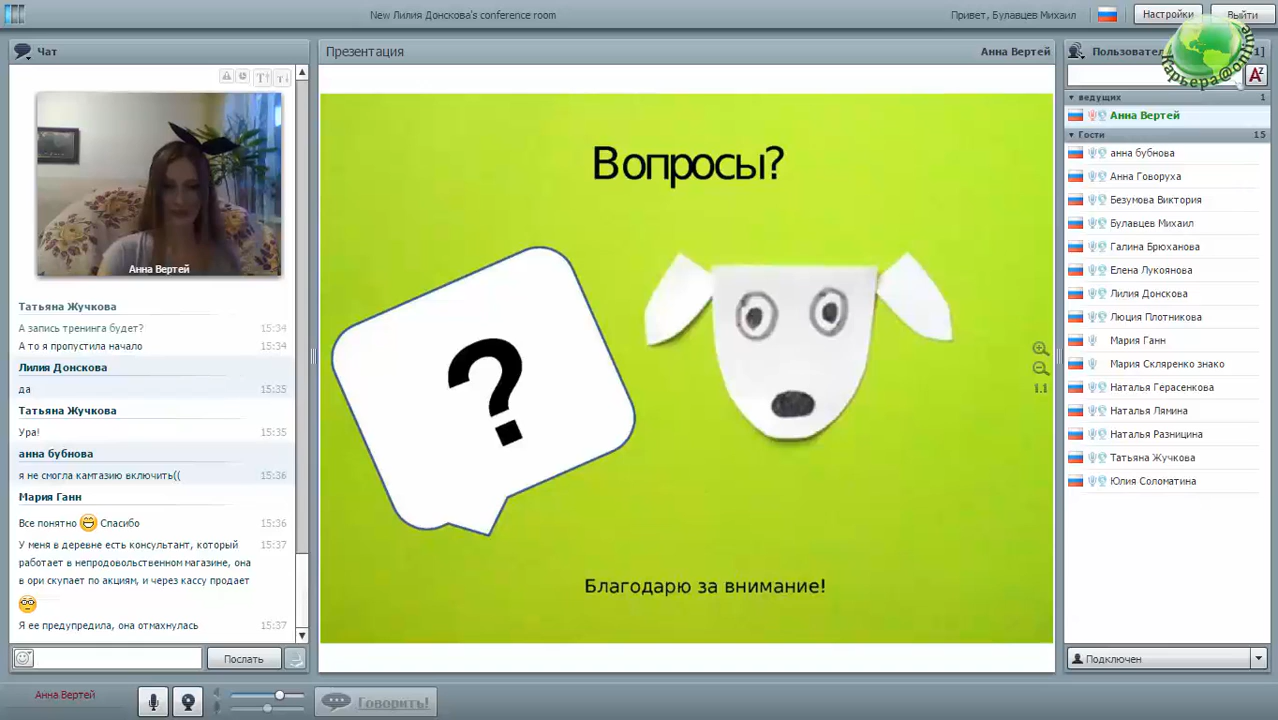 New Лилия Донскова's conference room
Привет, Булавцев Михаил
Настройки
Выйти
Чат
Анна Вертей
Татьяна Жучкова
А запись тренинга будет? 15:34
А то я пропустила начало 15:34
Лилия Донскова
да 15:35
Татьяна Жучкова
Ура! 15:35
анна бубнова
я не смогла камтазию включить(( 15:36
Мария Ганн
Все понятно Спасибо 15:36
У меня в деревне есть консультант, который 15:37
работает в непродовольственном магазине, она
в ори скупает по акциям, и через кассу продает
Я ее предупредила, она отмахнулась 15:37
Послать
Анна Вертей
Говорить!
Презентация
Анна Вертей
Вопросы?
?
Благодарю за внимание!
1:1
Карьера@online
ведущих 1
Анна Вертей
Гости 15
анна бубнова
Анна Говоруха
Безумова Виктория
Булавцев Михаил
Галина Брюханова
Елена Лукоянова
Лилия Донскова
Люция Плотникова
Мария Ганн
Мария Скляренко знако
Наталья Герасенкова
Наталья Лямина
Наталья Разницина
Татьяна Жучкова
Юлия Соломатина
Подключен